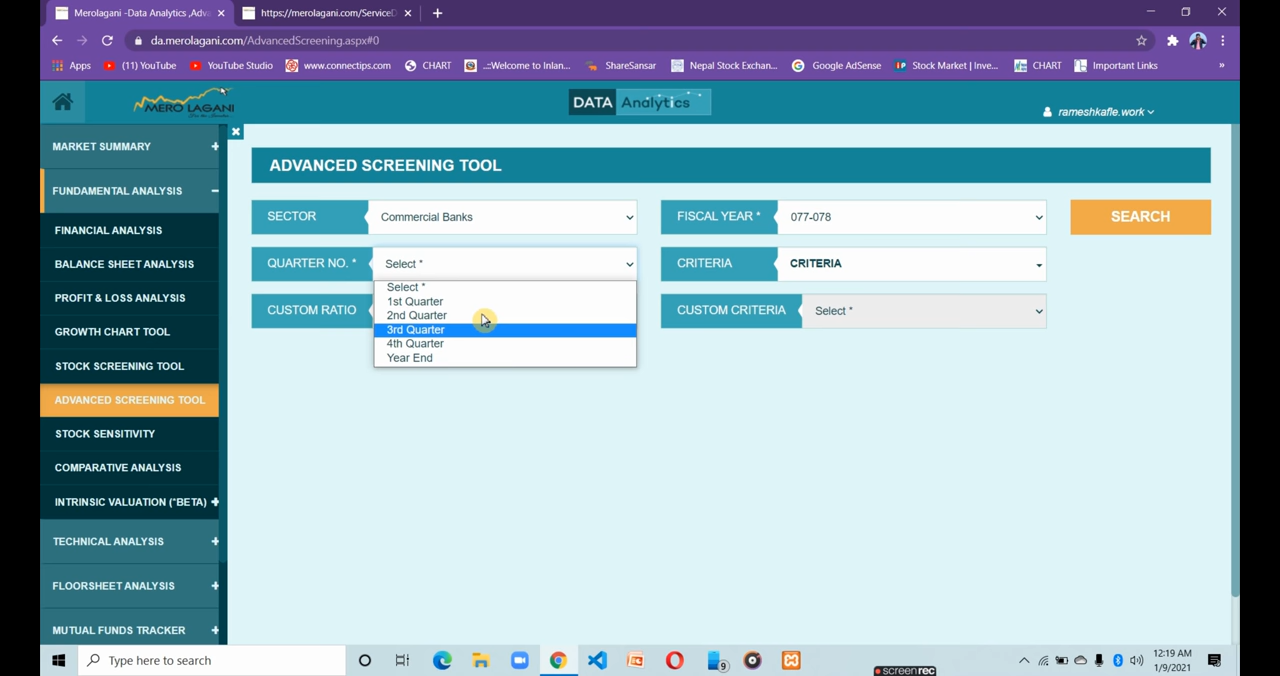 Merolagani -Data Analytics ,Adva
https://merolagani.com/ServiceD
da.merolagani.com/AdvancedScreening.aspx#0
Apps
(11) YouTube
YouTube Studio
www.connectips.com
CHART
..::Welcome to Inlan...
ShareSansar
Nepal Stock Exchan...
Google AdSense
Stock Market | Inve...
CHART
Important Links
»
MERO LAGANI
DATA Analytics
rameshkafle.work
MARKET SUMMARY
FUNDAMENTAL ANALYSIS
FINANCIAL ANALYSIS
BALANCE SHEET ANALYSIS
PROFIT & LOSS ANALYSIS
GROWTH CHART TOOL
STOCK SCREENING TOOL
ADVANCED SCREENING TOOL
STOCK SENSITIVITY
COMPARATIVE ANALYSIS
INTRINSIC VALUATION (*BETA)
TECHNICAL ANALYSIS
FLOORSHEET ANALYSIS
MUTUAL FUNDS TRACKER
ADVANCED SCREENING TOOL
SECTOR
Commercial Banks
FISCAL YEAR *
077-078
SEARCH
QUARTER NO. *
Select *
CRITERIA
CRITERIA
Select *
1st Quarter
2nd Quarter
3rd Quarter
4th Quarter
Year End
CUSTOM RATIO
CUSTOM CRITERIA
Select *
Type here to search
9
12:19 AM
1/9/2021
screenrec